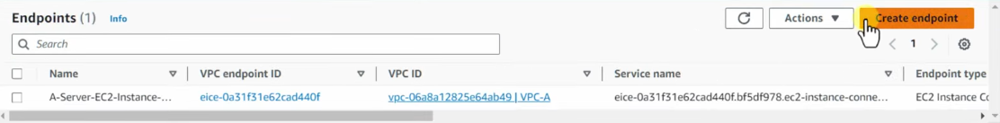 Endpoints (1) Info Actions Create endpoint
Search 1
Name VPC endpoint ID VPC ID Service name Endpoint type
A-Server-EC2-Instance-... eice-0a31f31e62cad440f vpc-06a8a12825e64ab49 | VPC-A eice-0a31f31e62cad440f.bf5df978.ec2-instance-conne... EC2 Instance Co